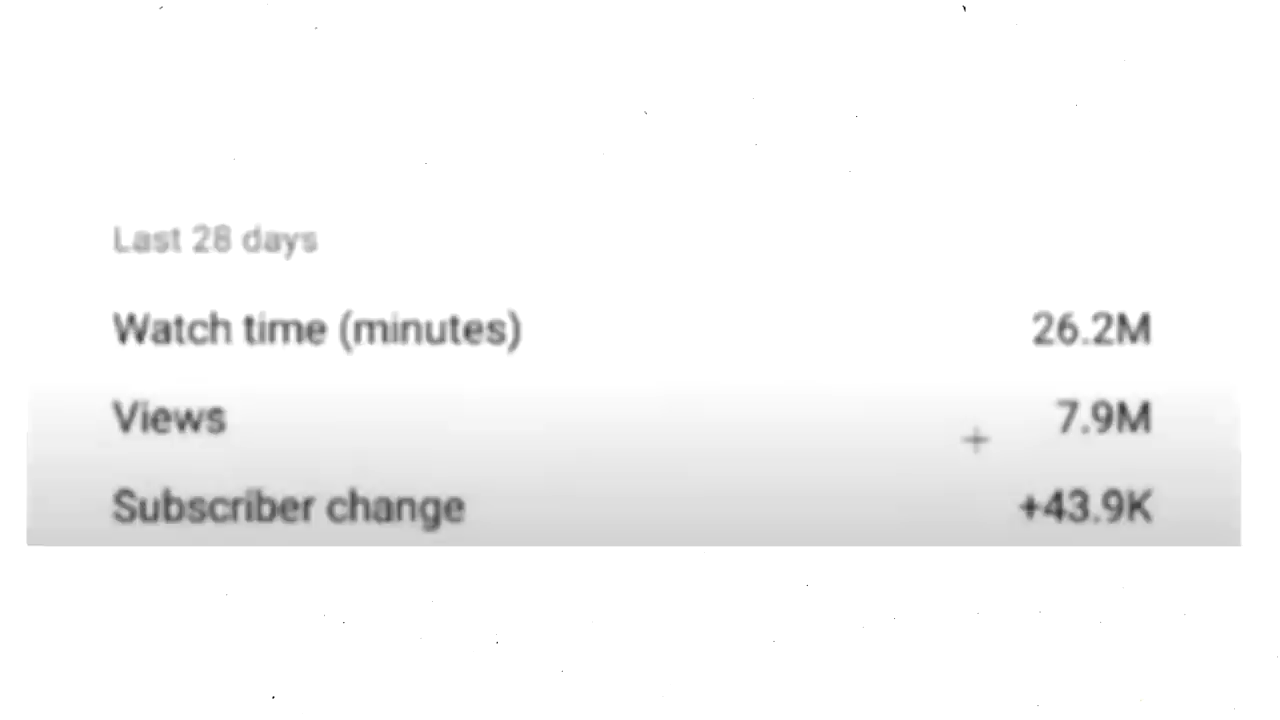 Last 28 days
Watch time (minutes) 26.2M
Views 7.9M
Subscriber change +43.9K